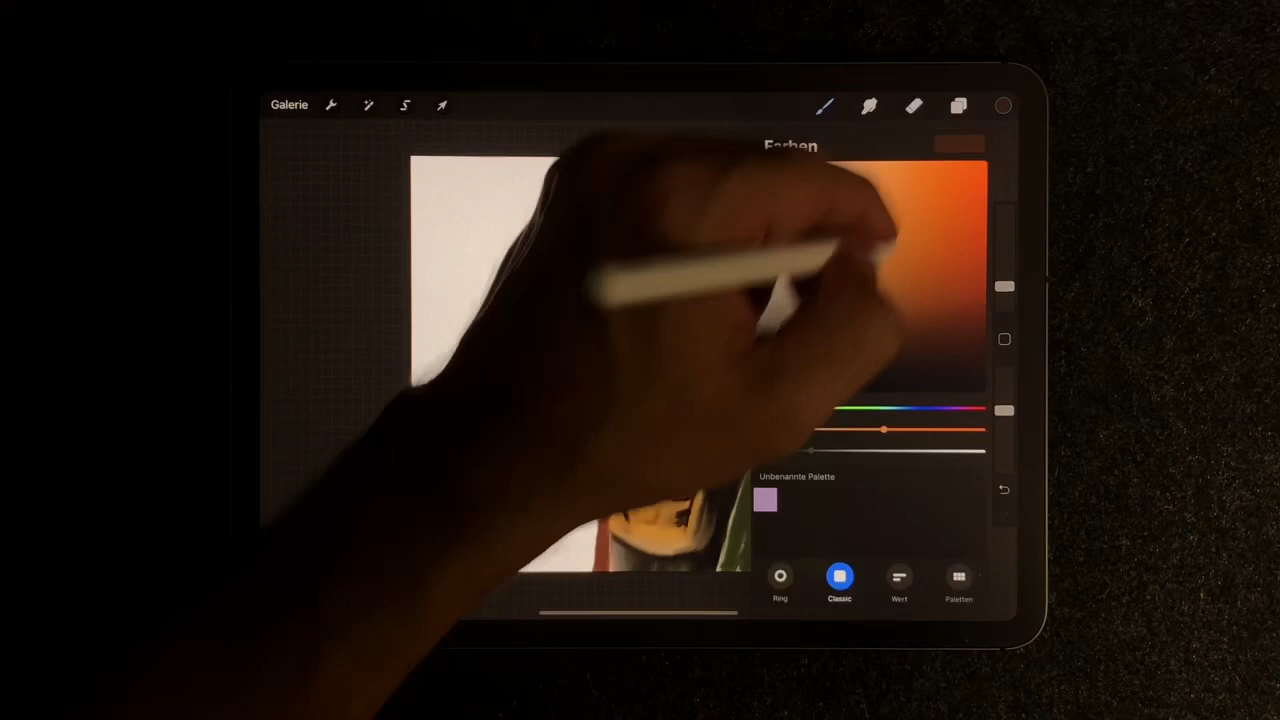 Galerie
Farben
Unbenannte Palette
Ring
Classic
Wert
Paletten